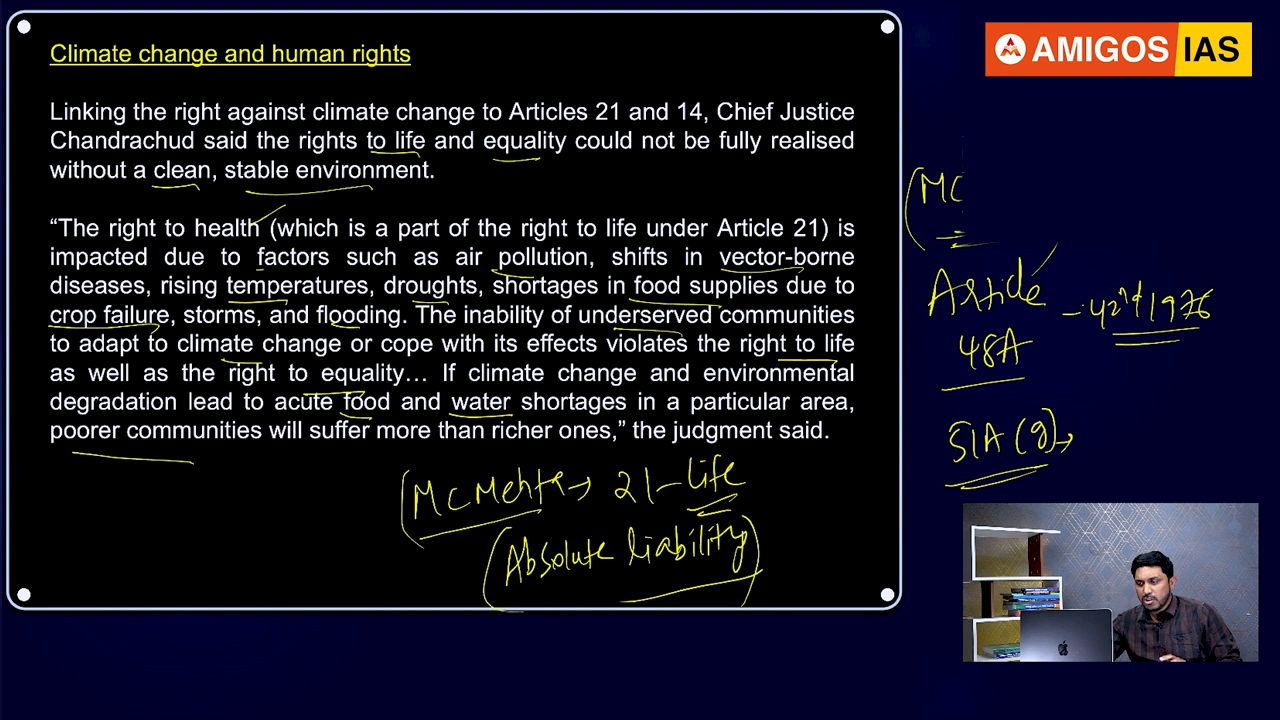 Climate change and human rights
AMIGOS IAS
Linking the right against climate change to Articles 21 and 14, Chief Justice
Chandrachud said the rights to life and equality could not be fully realised
without a clean, stable environment.
“The right to health (which is a part of the right to life under Article 21) is
impacted due to factors such as air pollution, shifts in vector-borne
diseases, rising temperatures, droughts, shortages in food supplies due to
crop failure, storms, and flooding. The inability of underserved communities
to adapt to climate change or cope with its effects violates the right to life
as well as the right to equality… If climate change and environmental
degradation lead to acute food and water shortages in a particular area,
poorer communities will suffer more than richer ones,” the judgment said.
(MC Mehta → 21 - life
(Absolute liability)
(MC
Article
48A
- 42nd 1976
51A (g) →